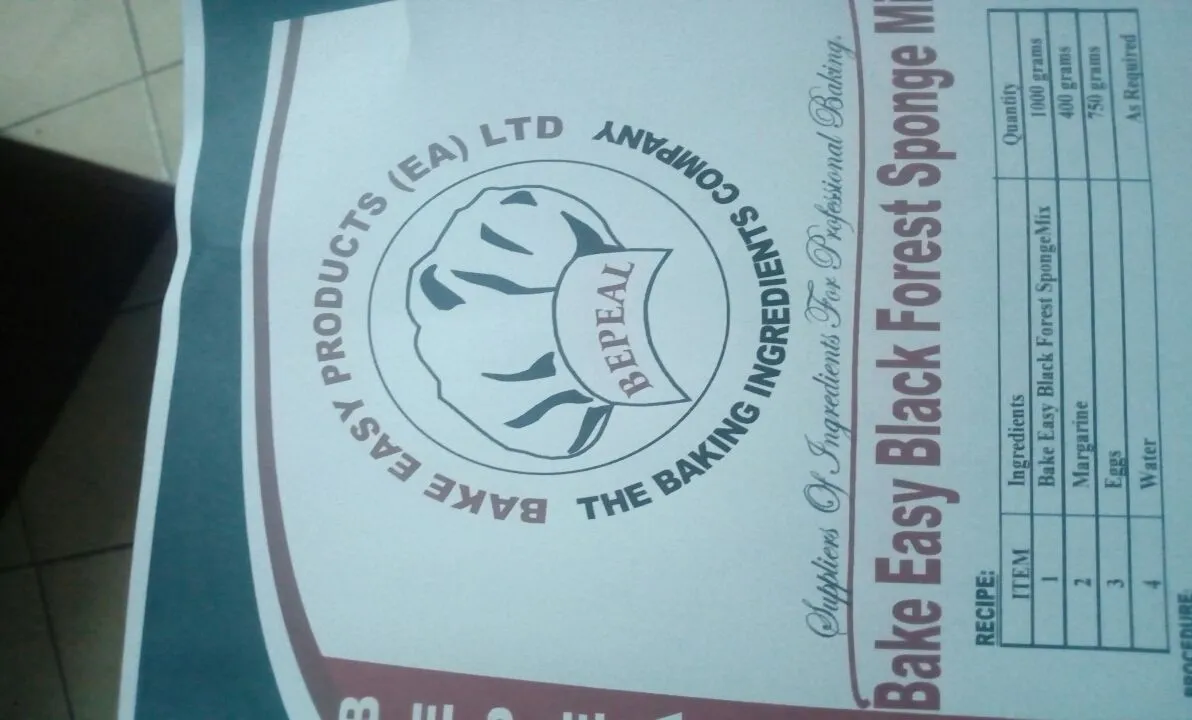 BAKE EASY PRODUCTS (EA) LTD
BEPEAL
THE BAKING INGREDIENTS COMPANY
Suppliers Of Ingredients For Professional Baking.
Bake Easy Black Forest Sponge Mi
RECIPE:
ITEM Ingredients Quantity
1 Bake Easy Black Forest SpongeMix 1000 grams
2 Margarine 400 grams
3 Eggs 750 grams
4 Water As Required
PROCEDURE